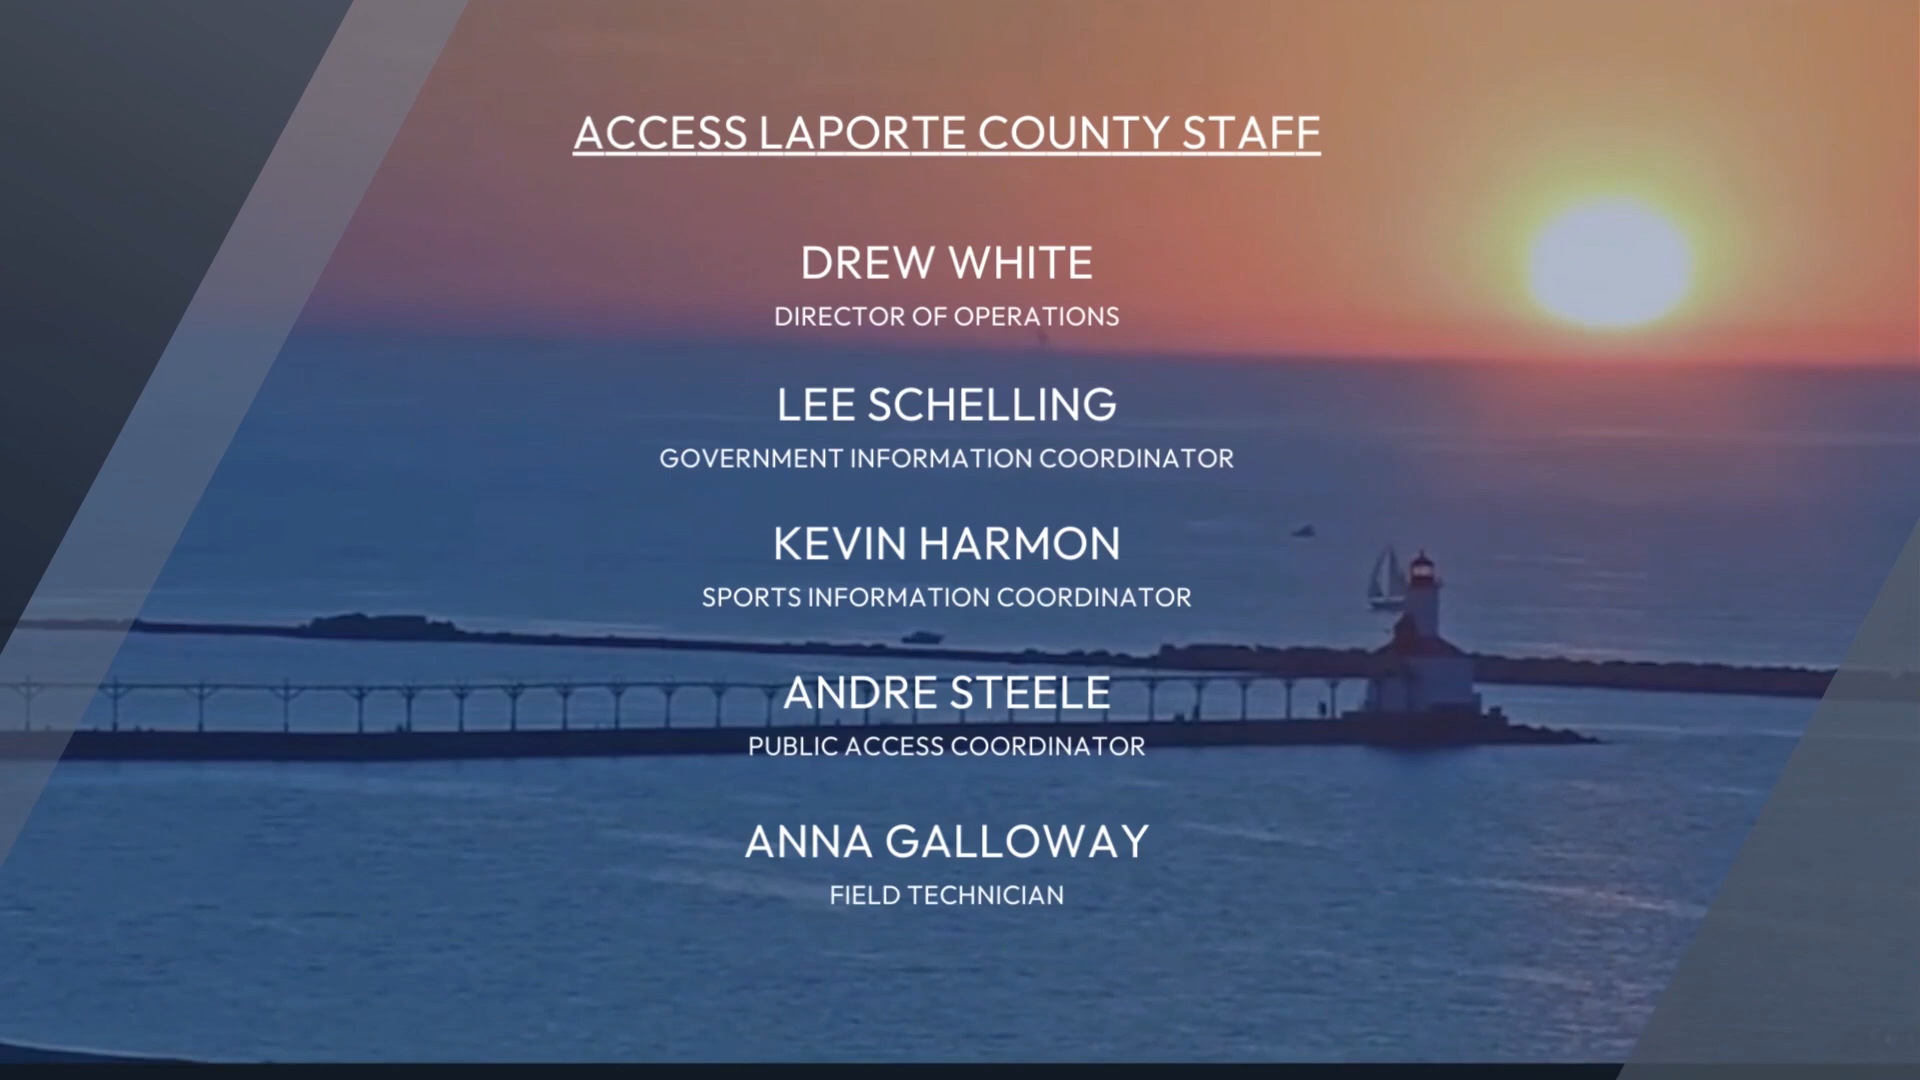 ACCESS LAPORTE COUNTY STAFF
DREW WHITE
DIRECTOR OF OPERATIONS
LEE SCHELLING
GOVERNMENT INFORMATION COORDINATOR
KEVIN HARMON
SPORTS INFORMATION COORDINATOR
ANDRE STEELE
PUBLIC ACCESS COORDINATOR
ANNA GALLOWAY
FIELD TECHNICIAN